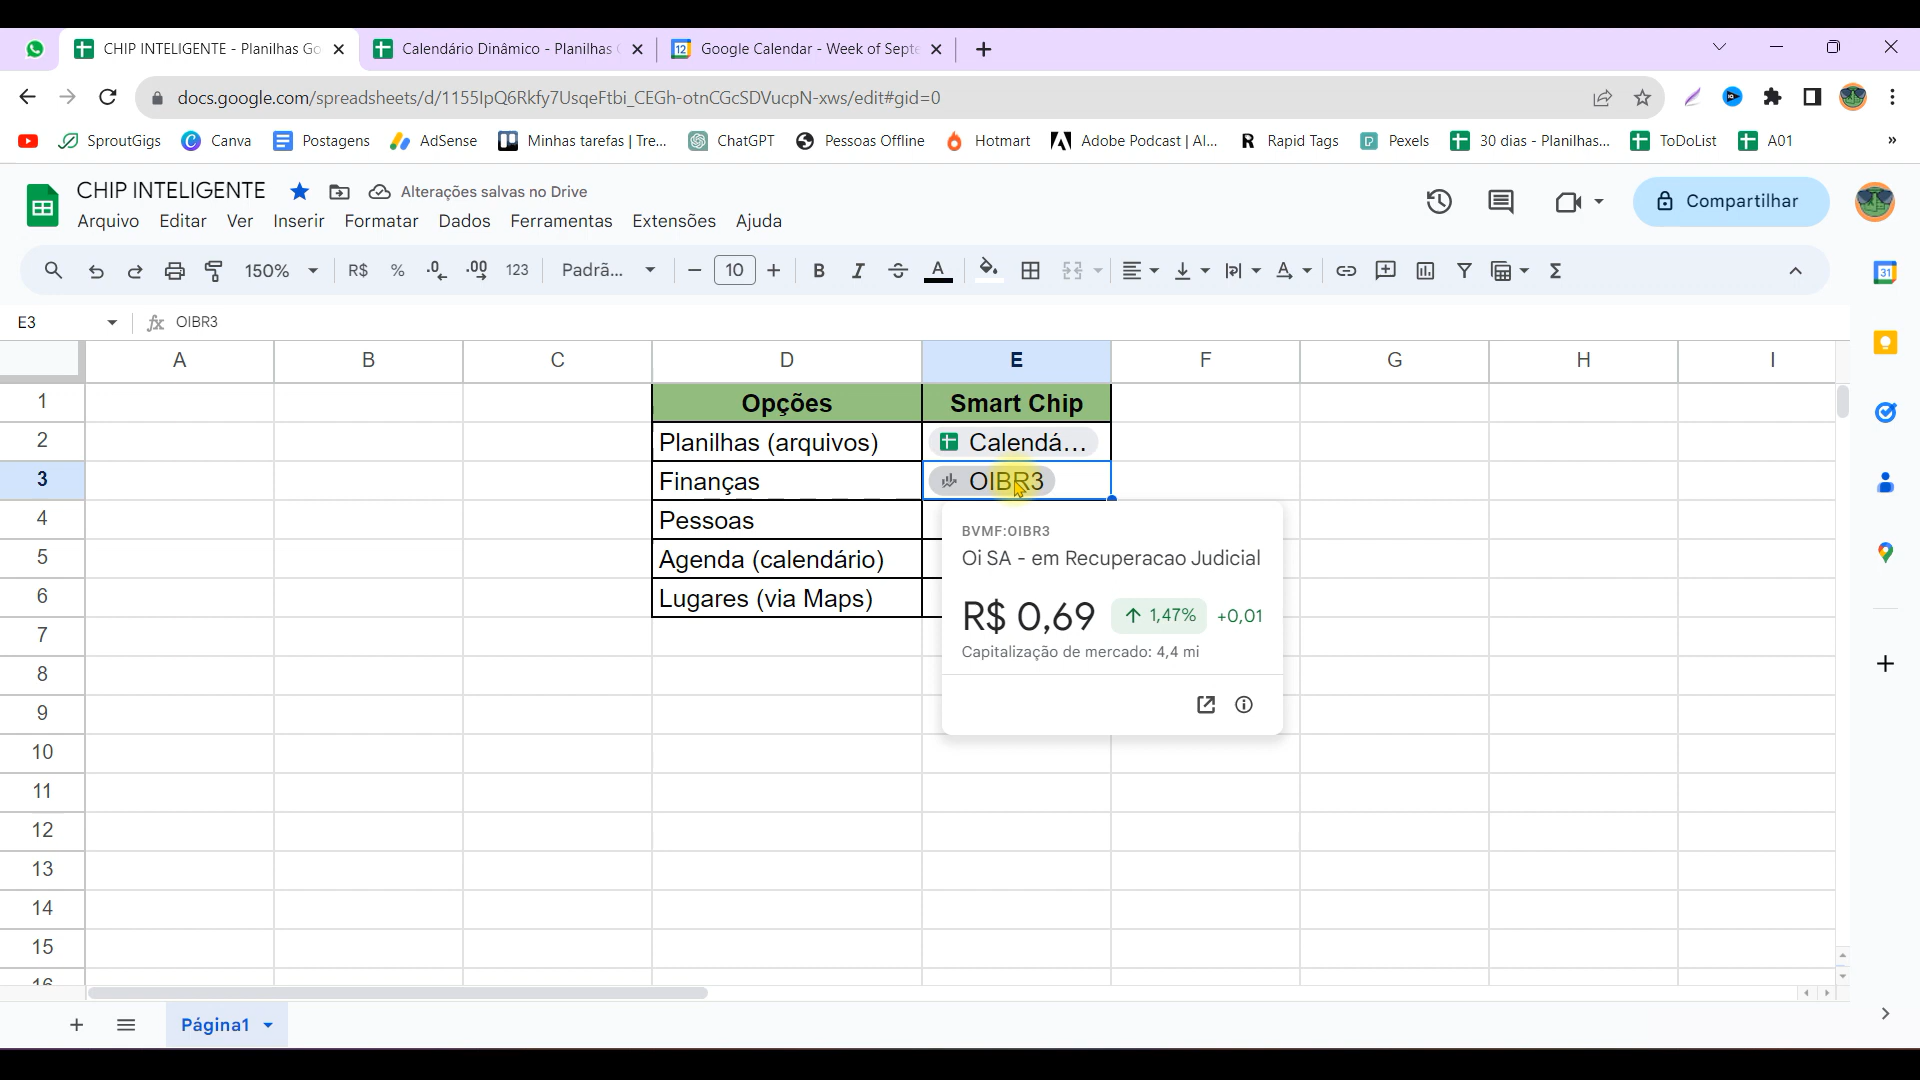 CHIP INTELIGENTE - Planilhas Go
Calendário Dinâmico - Planilhas
12 Google Calendar - Week of Septe
docs.google.com/spreadsheets/d/1155IpQ6Rkfy7UsqeFtbi_CEGh-otnCGcSDVucpN-xws/edit#gid=0
SproutGigs Canva Postagens AdSense Minhas tarefas | Tre... ChatGPT Pessoas Offline Hotmart Adobe Podcast | AI... R Rapid Tags Pexels 30 dias - Planilhas... ToDoList A01 »
CHIP INTELIGENTE Alterações salvas no Drive
Arquivo Editar Ver Inserir Formatar Dados Ferramentas Extensões Ajuda
Compartilhar
150% R$ % .0 .00 123 Padrã... − 10 + B I S A Σ
31
E3 fx OIBR3
A B C D E F G H I
1 Opções Smart Chip
2 Planilhas (arquivos) Calendá...
3 Finanças OIBR3
4 Pessoas
5 Agenda (calendário)
6 Lugares (via Maps)
BVMF:OIBR3
Oi SA - em Recuperacao Judicial
R$ 0,69 ↑ 1,47% +0,01
Capitalização de mercado: 4,4 mi
7
8
9
10
11
12
13
14
15
16
Página1